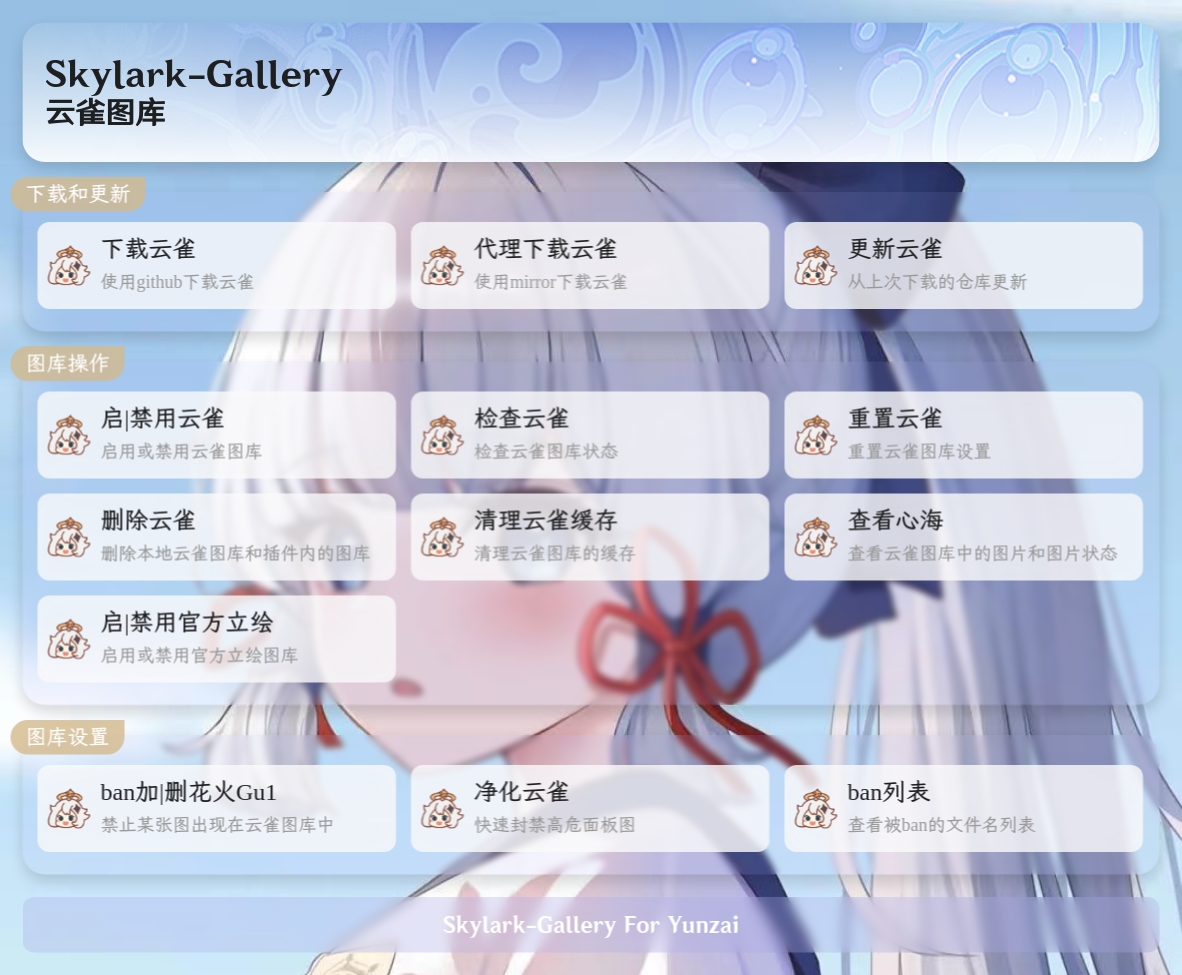 Skylark-Gallery
云雀图库
下载和更新
下载云雀
使用github下载云雀
代理下载云雀
使用mirror下载云雀
更新云雀
从上次下载的仓库更新
图库操作
启|禁用云雀
启用或禁用云雀图库
检查云雀
检查云雀图库状态
重置云雀
重置云雀图库设置
删除云雀
删除本地云雀图库和插件内的图库
清理云雀缓存
清理云雀图库的缓存
查看心海
查看云雀图库中的图片和图片状态
启|禁用官方立绘
启用或禁用官方立绘图库
图库设置
ban加|删花火Gu1
禁止某张图出现在云雀图库中
净化云雀
快速封禁高危面板图
ban列表
查看被ban的文件名列表
Skylark-Gallery For Yunzai